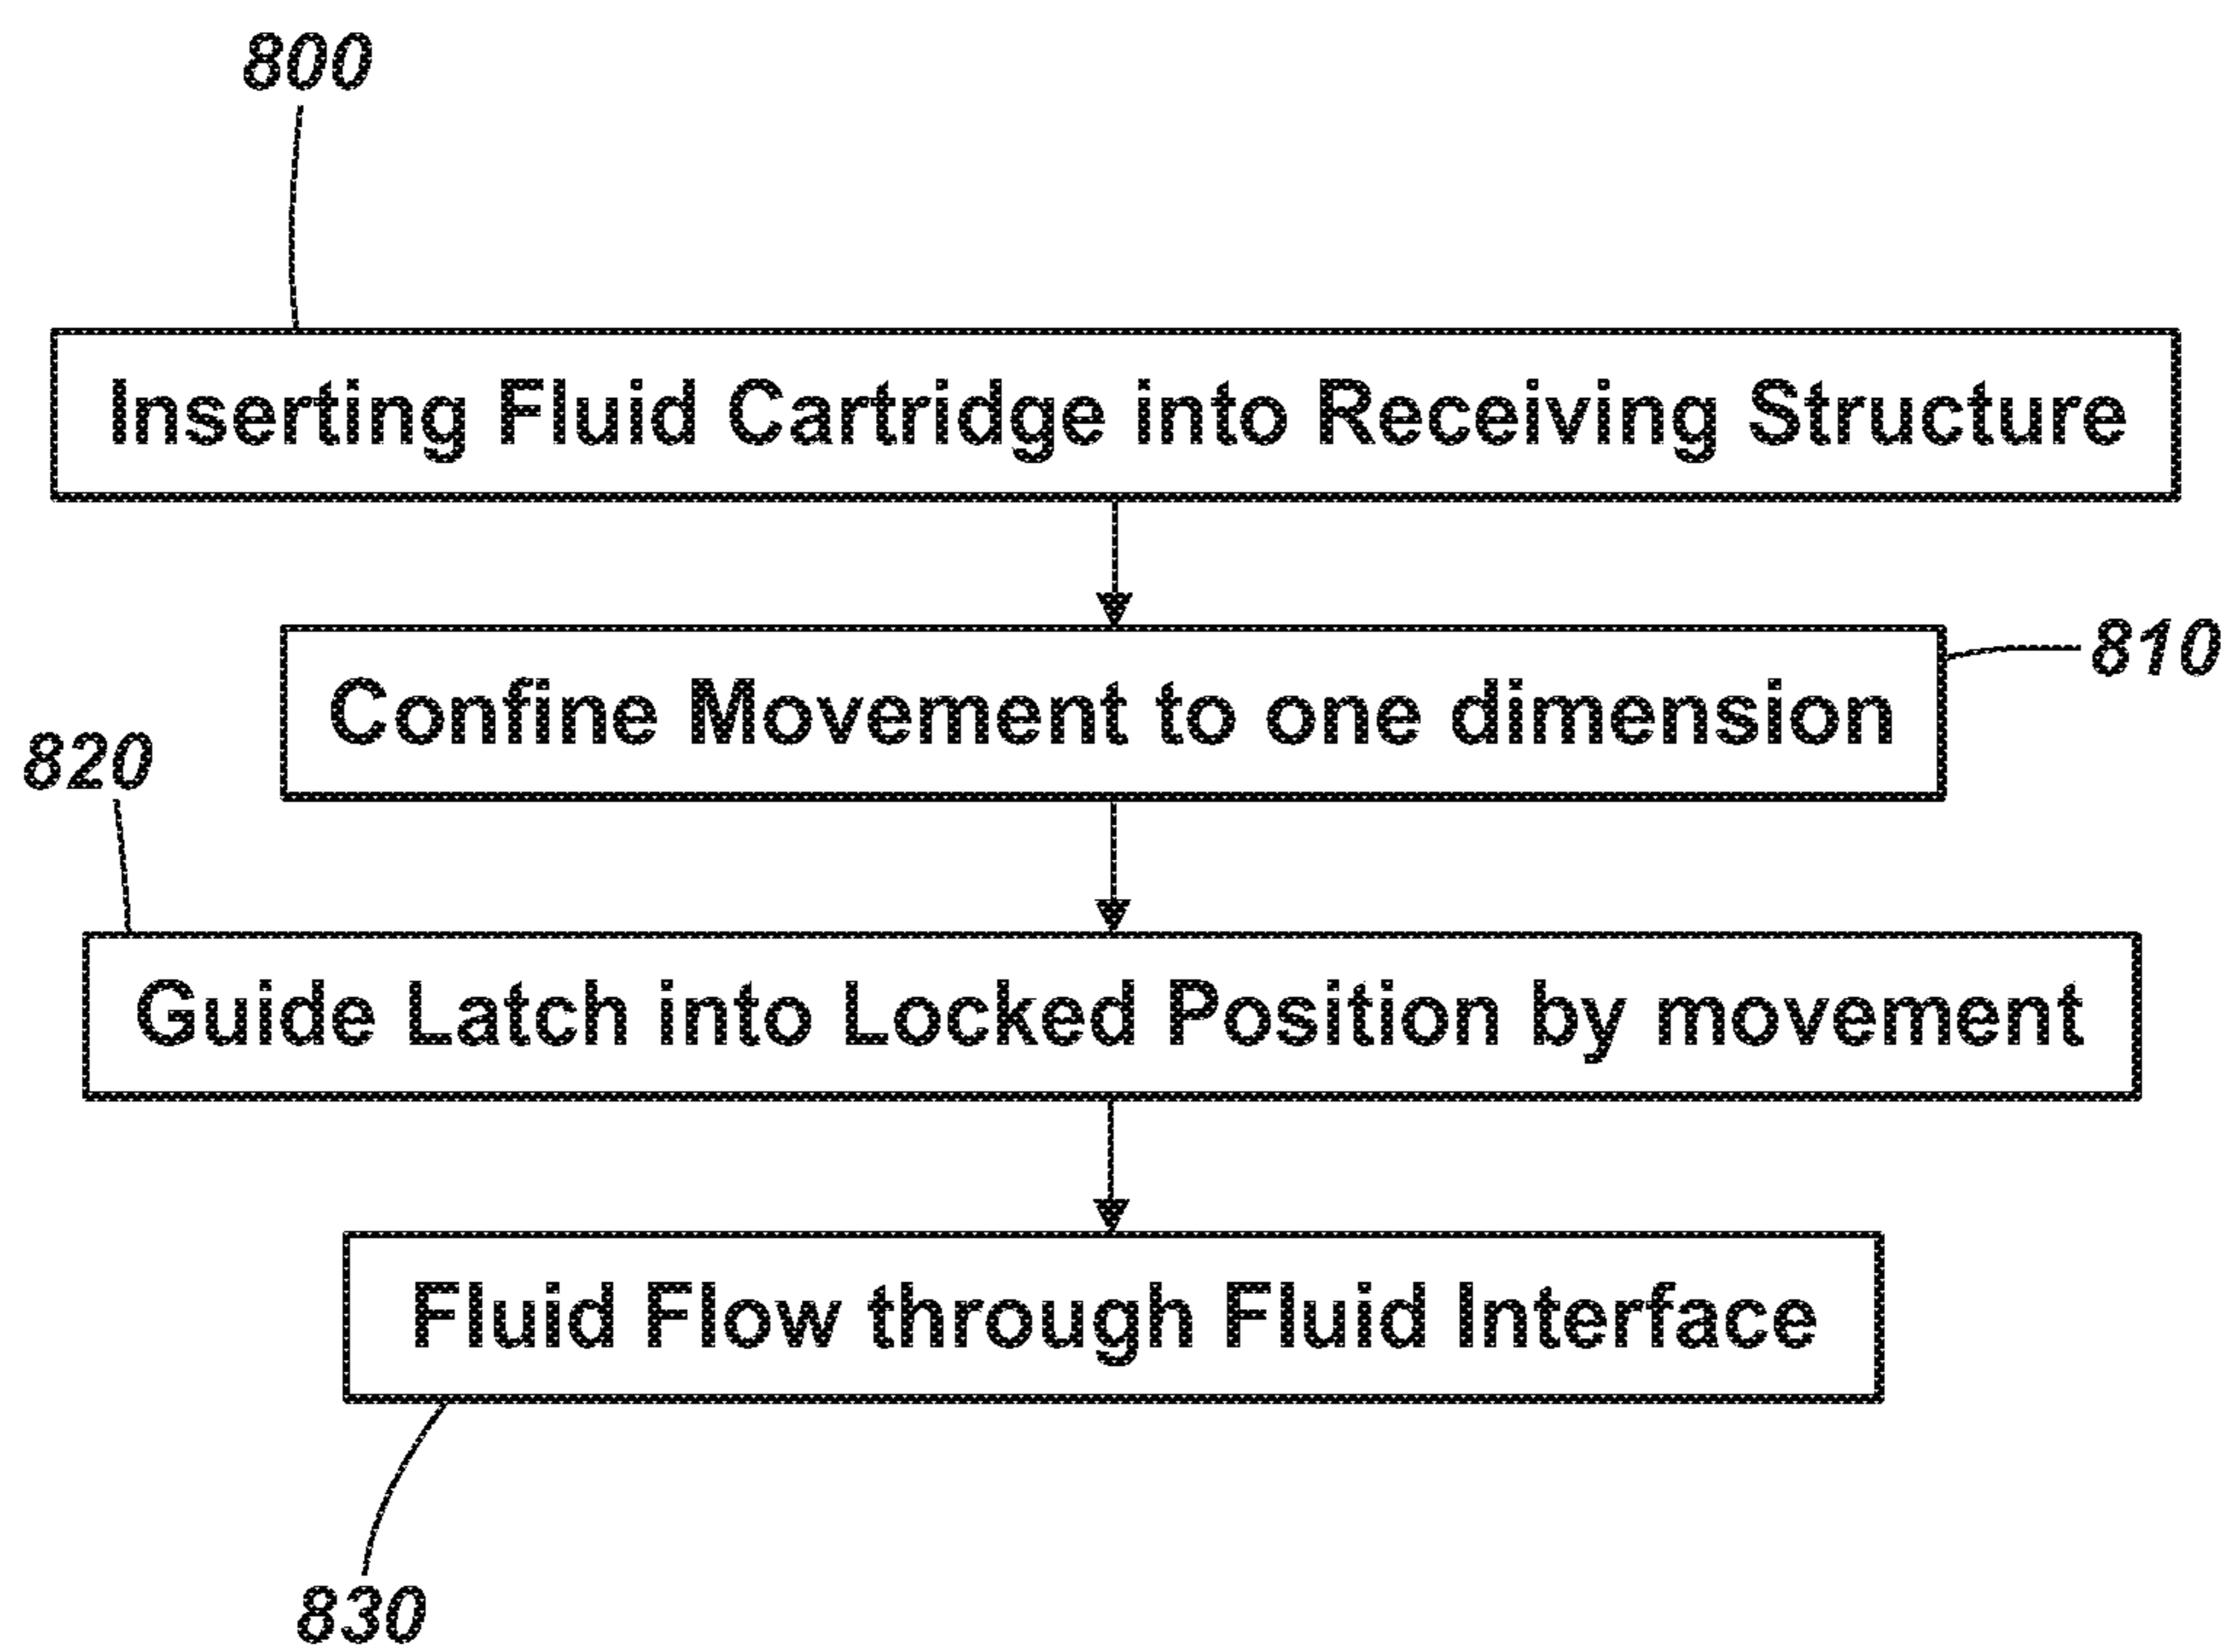 800
Inserting Fluid Cartridge into Receiving Structure
810
Confine Movement to one dimension
820
Guide Latch into Locked Position by movement
Fluid Flow through Fluid Interface
830